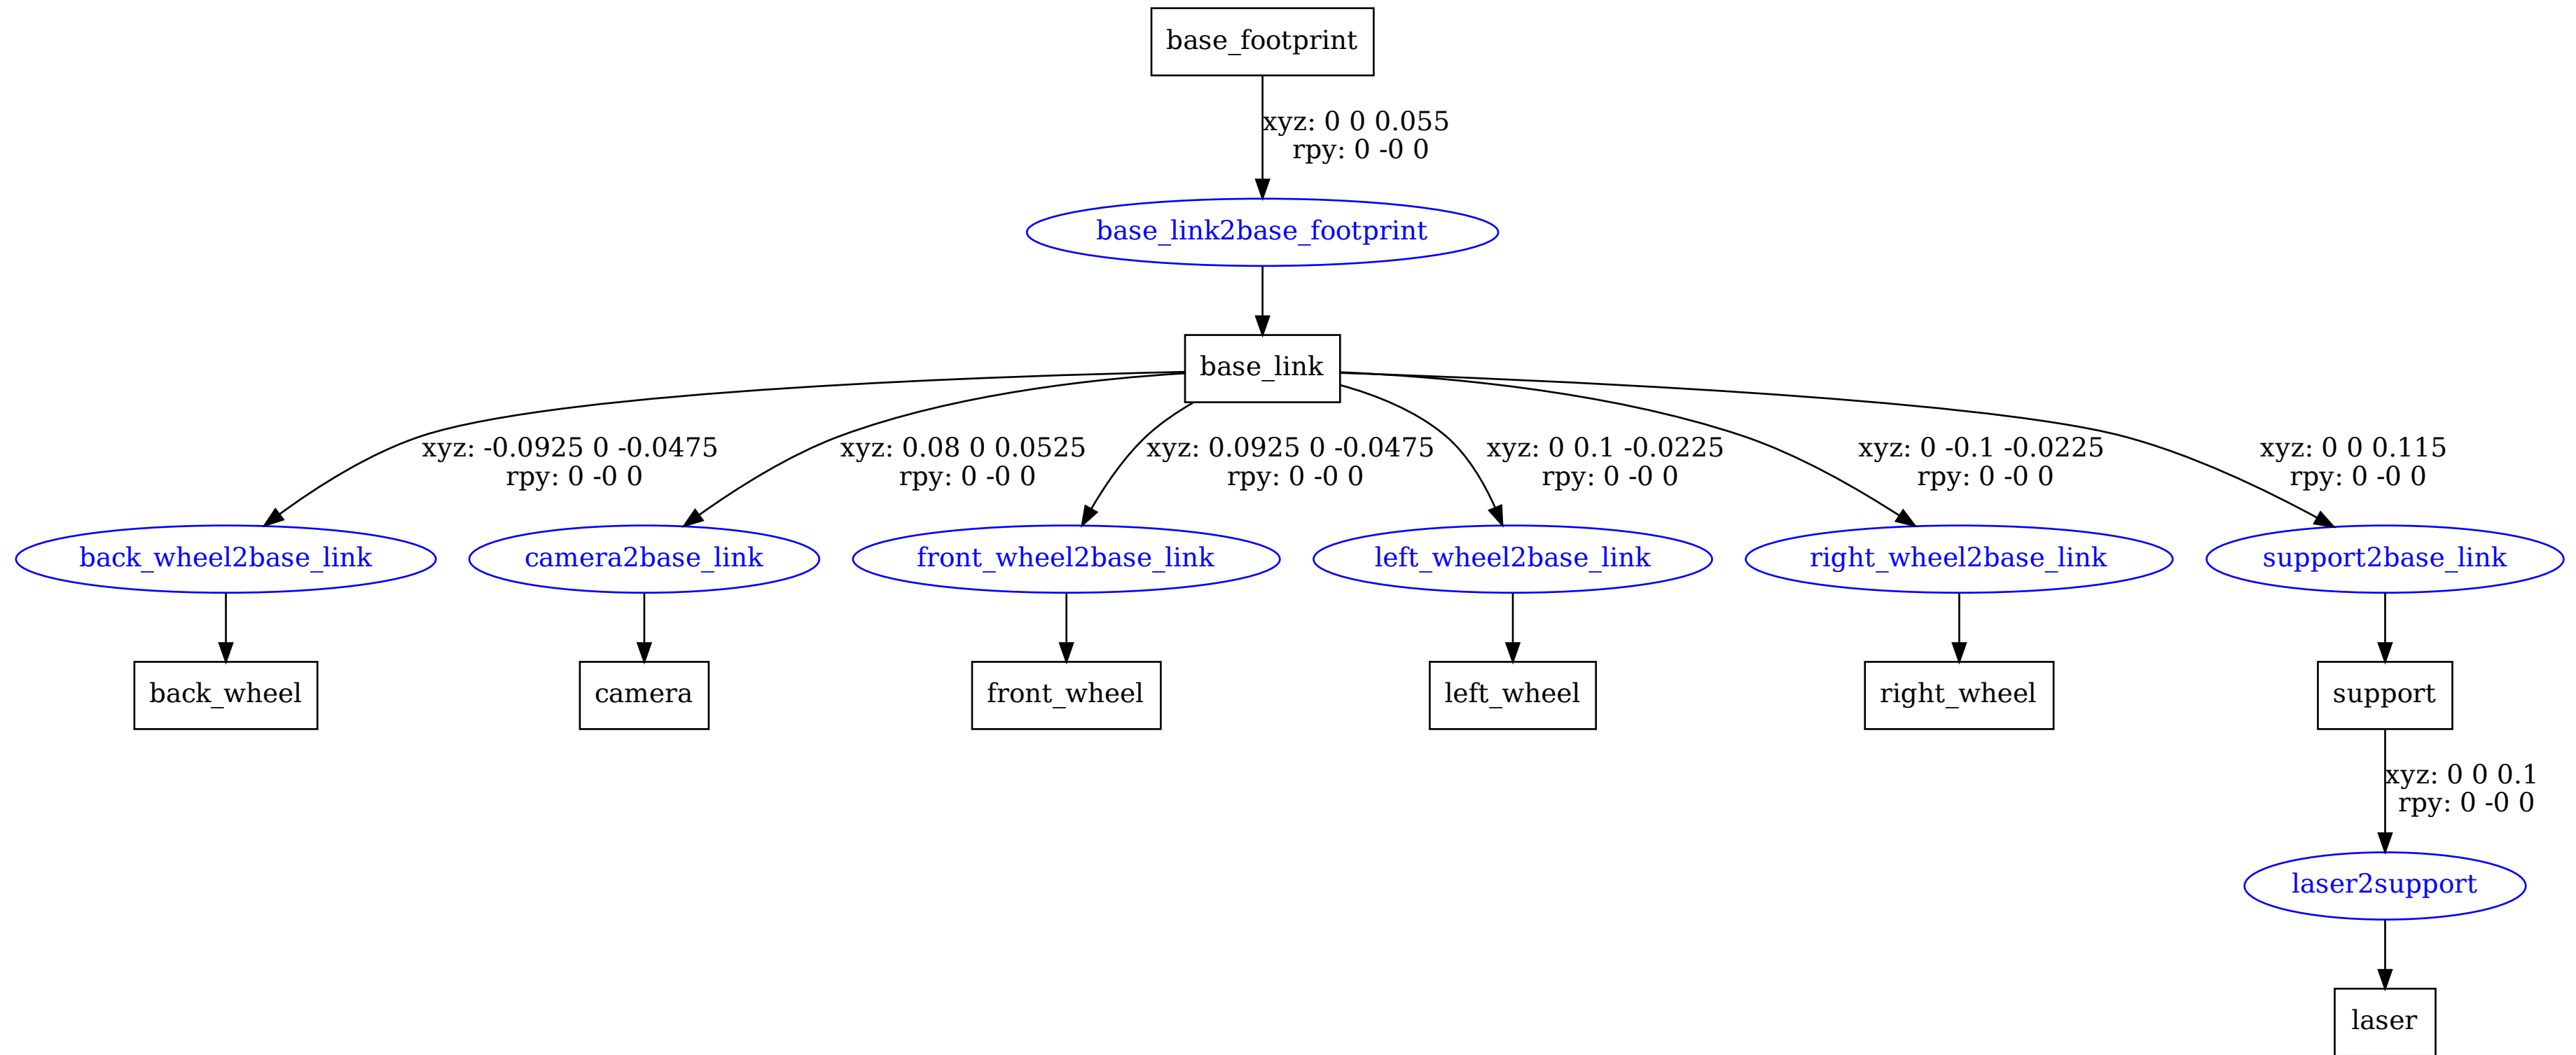 base_footprint
xyz: 0 0 0.055
rpy: 0 -0 0
base_link2base_footprint
base_link
xyz: -0.0925 0 -0.0475
rpy: 0 -0 0
xyz: 0.08 0 0.0525
rpy: 0 -0 0
xyz: 0.0925 0 -0.0475
rpy: 0 -0 0
xyz: 0 0.1 -0.0225
rpy: 0 -0 0
xyz: 0 -0.1 -0.0225
rpy: 0 -0 0
xyz: 0 0 0.115
rpy: 0 -0 0
back_wheel2base_link
camera2base_link
front_wheel2base_link
left_wheel2base_link
right_wheel2base_link
support2base_link
back_wheel
camera
front_wheel
left_wheel
right_wheel
support
xyz: 0 0 0.1
rpy: 0 -0 0
laser2support
laser